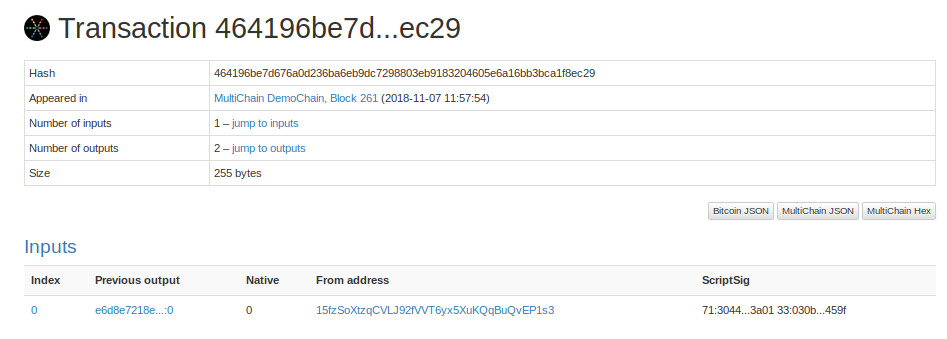 Transaction 464196be7d...ec29
Hash 464196be7d676a0d236ba6eb9dc7298803eb9183204605e6a16bb3bca1f8ec29
Appeared in MultiChain DemoChain, Block 261 (2018-11-07 11:57:54)
Number of inputs 1 – jump to inputs
Number of outputs 2 – jump to outputs
Size 255 bytes
Bitcoin JSON MultiChain JSON MultiChain Hex
Inputs
Index Previous output Native From address ScriptSig
0 e6d8e7218e...:0 0 15fzSoXtzqCVLJ92fVVT6yx5XuKQqBuQvEP1s3 71:3044...3a01 33:030b...459f